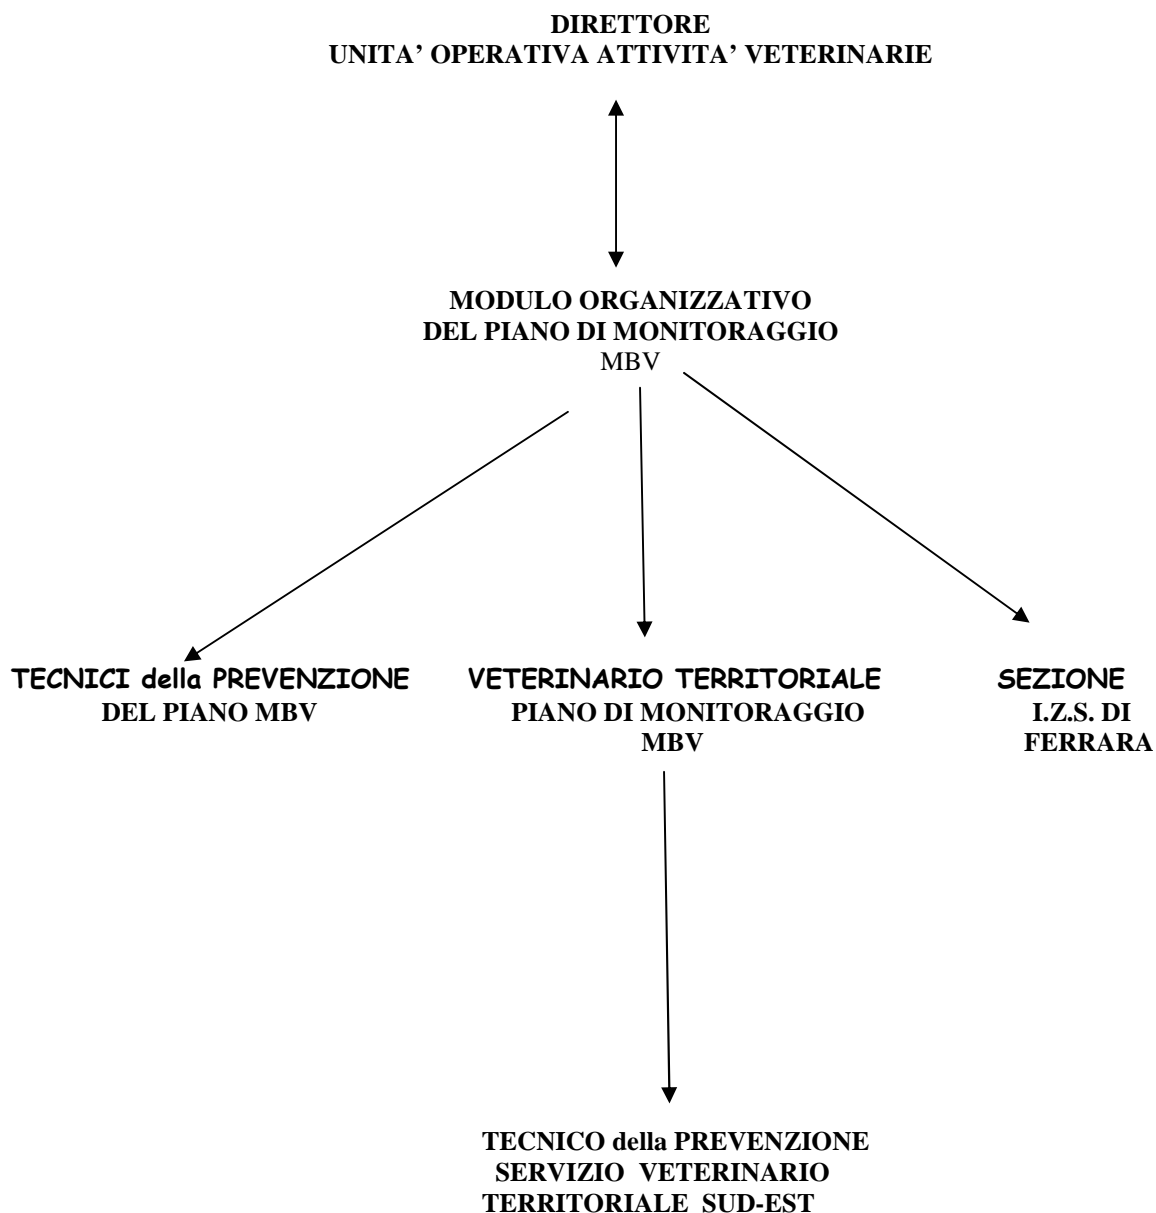 DIRETTORE
UNITA’ OPERATIVA ATTIVITA’ VETERINARIE
MODULO ORGANIZZATIVO
DEL PIANO DI MONITORAGGIO
MBV
TECNICI della PREVENZIONE
DEL PIANO MBV
VETERINARIO TERRITORIALE
PIANO DI MONITORAGGIO
MBV
SEZIONE
I.Z.S. DI
FERRARA
TECNICO della PREVENZIONE
SERVIZIO VETERINARIO
TERRITORIALE SUD-EST